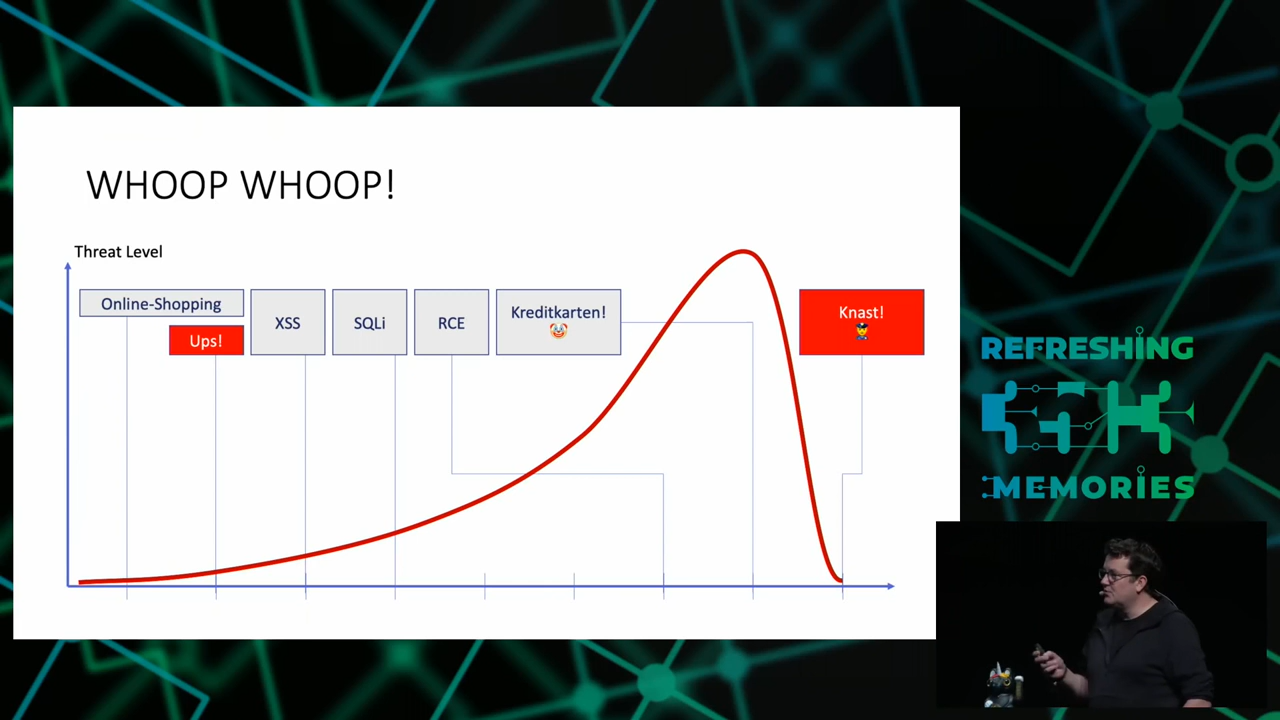 WHOOP WHOOP!
Threat Level
Online-Shopping
Ups!
XSS
SQLi
RCE
Kreditkarten!
Knast!
REFRESHING
MEMORIES